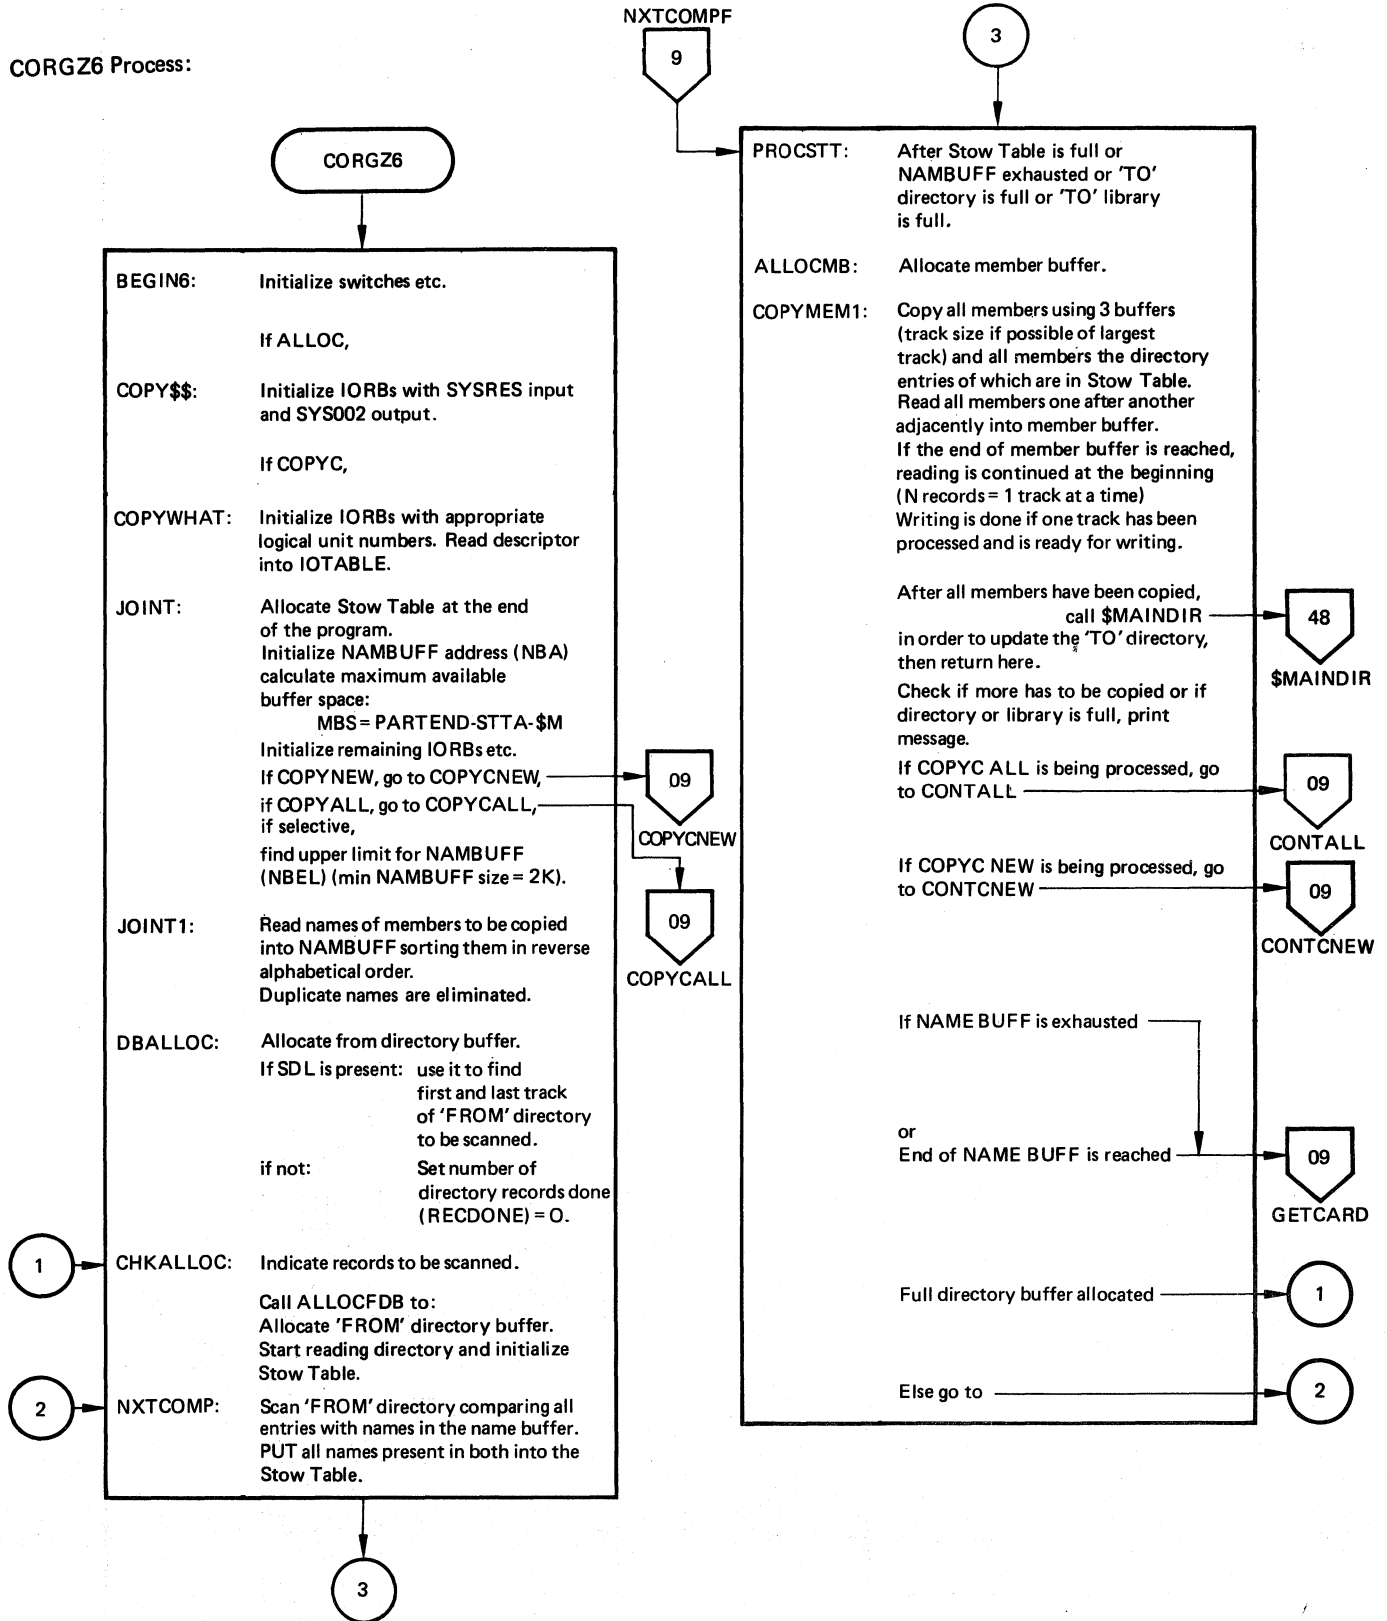 CORGZ6 Process:
CORGZ6
BEGIN6: Initialize switches etc.
If ALLOC,
COPY$$: Initialize IORBs with SYSRES input
and SYS002 output.
If COPYC,
COPYWHAT: Initialize IORBs with appropriate
logical unit numbers. Read descriptor
into IOTABLE.
JOINT: Allocate Stow Table at the end
of the program.
Initialize NAMBUFF address (NBA)
calculate maximum available
buffer space:
MBS = PARTEND-STTA-$M
Initialize remaining IORBs etc.
If COPYNEW, go to COPYCNEW,
if COPYALL, go to COPYCALL,
if selective,
find upper limit for NAMBUFF
(NBEL) (min NAMBUFF size = 2K).
09
COPYCNEW
09
COPYCALL
JOINT1: Read names of members to be copied
into NAMBUFF sorting them in reverse
alphabetical order.
Duplicate names are eliminated.
DBALLOC: Allocate from directory buffer.
If SDL is present: use it to find
first and last track
of 'FROM' directory
to be scanned.
if not: Set number of
directory records done
(RECDONE) = O.
1
CHKALLOC: Indicate records to be scanned.
Call ALLOCFDB to:
Allocate 'FROM' directory buffer.
Start reading directory and initialize
Stow Table.
2
NXTCOMP: Scan 'FROM' directory comparing all
entries with names in the name buffer.
PUT all names present in both into the
Stow Table.
3
NXTCOMPF
9
3
PROCSTT: After Stow Table is full or
NAMBUFF exhausted or 'TO'
directory is full or 'TO' library
is full.
ALLOCMB: Allocate member buffer.
COPYMEM1: Copy all members using 3 buffers
(track size if possible of largest
track) and all members the directory
entries of which are in Stow Table.
Read all members one after another
adjacently into member buffer.
If the end of member buffer is reached,
reading is continued at the beginning
(N records = 1 track at a time)
Writing is done if one track has been
processed and is ready for writing.
After all members have been copied,
call $MAINDIR
in order to update the 'TO' directory,
then return here.
48
$MAINDIR
Check if more has to be copied or if
directory or library is full, print
message.
If COPYC ALL is being processed, go
to CONTALL
09
CONTALL
If COPYC NEW is being processed, go
to CONTCNEW
09
CONTCNEW
If NAME BUFF is exhausted
or
End of NAME BUFF is reached
09
GETCARD
Full directory buffer allocated
1
Else go to
2